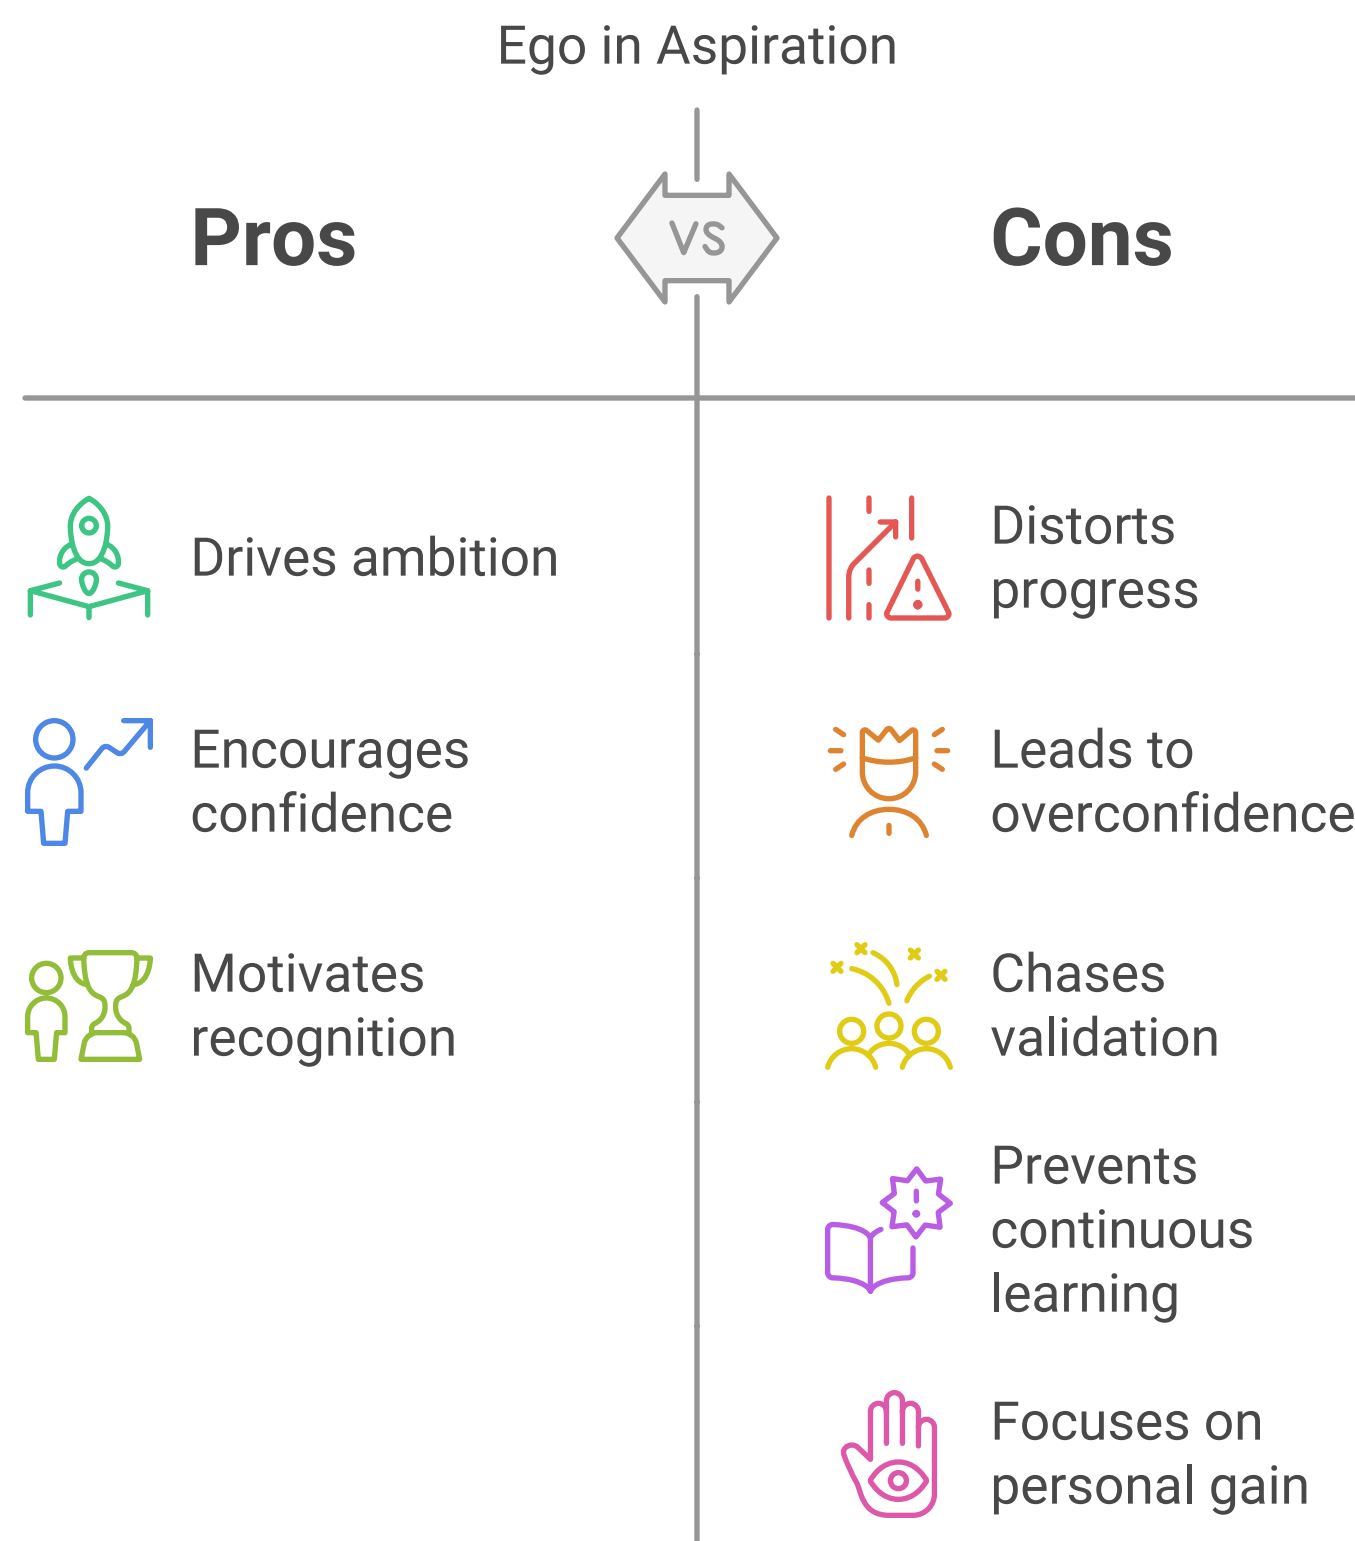 Ego in Aspiration
Pros
VS
Cons
Drives ambition
Encourages
confidence
Motivates
recognition
Distorts
progress
Leads to
overconfidence
Chases
validation
Prevents
continuous
learning
Focuses on
personal gain